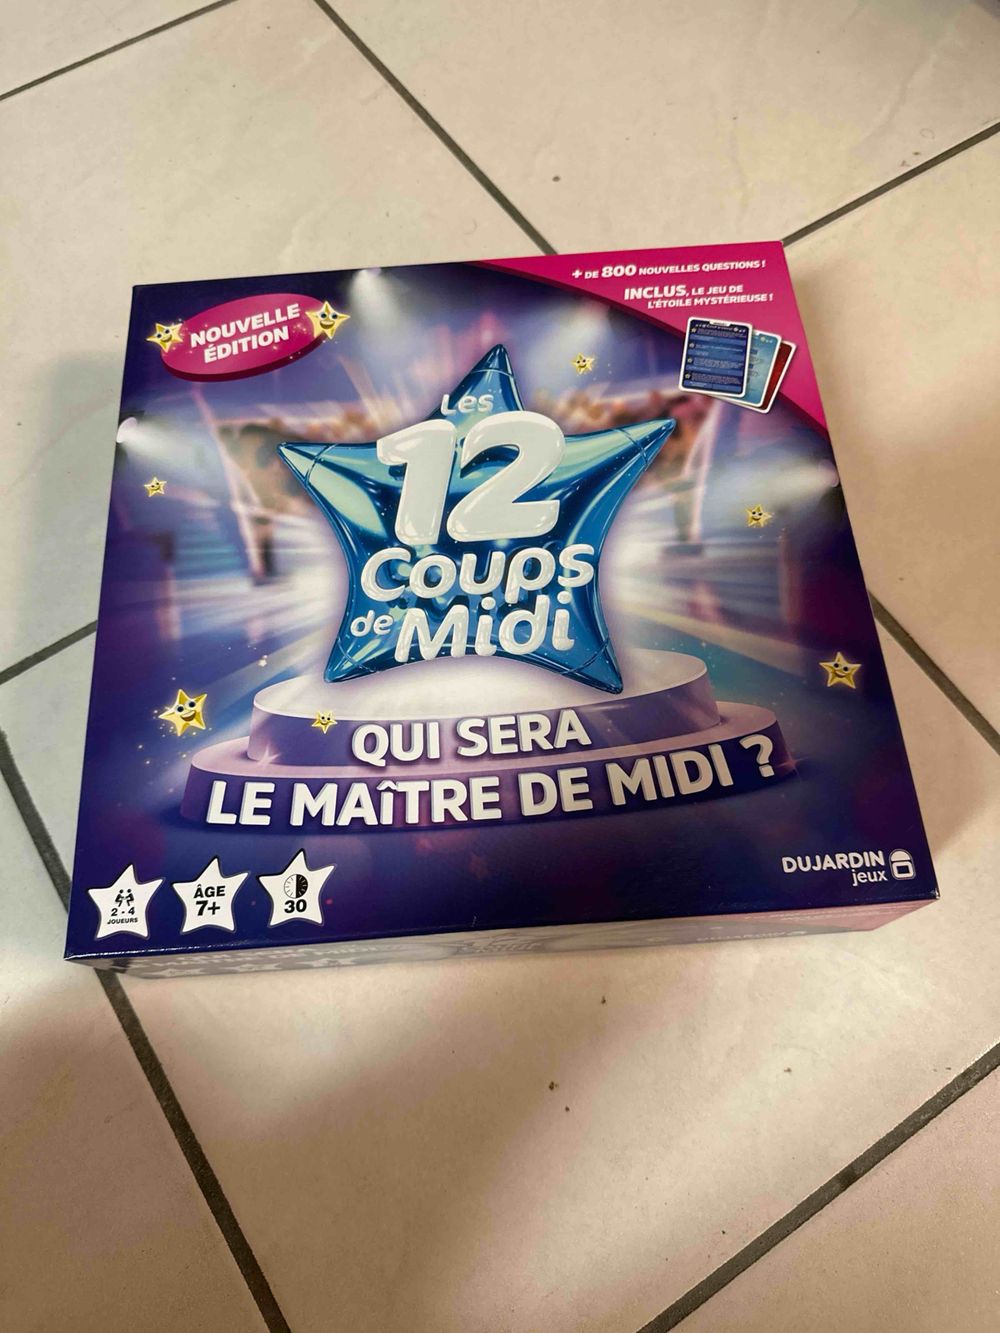 + DE 800 NOUVELLES QUESTIONS !
INCLUS, LE JEU DE
L'ÉTOILE MYSTÉRIEUSE !
NOUVELLE
ÉDITION
Les
12
Coups
de Midi
QUI SERA
LE MAÎTRE DE MIDI ?
2 - 4
JOUEURS
ÂGE
7+
30
DUJARDIN
jeux
DUJARDIN